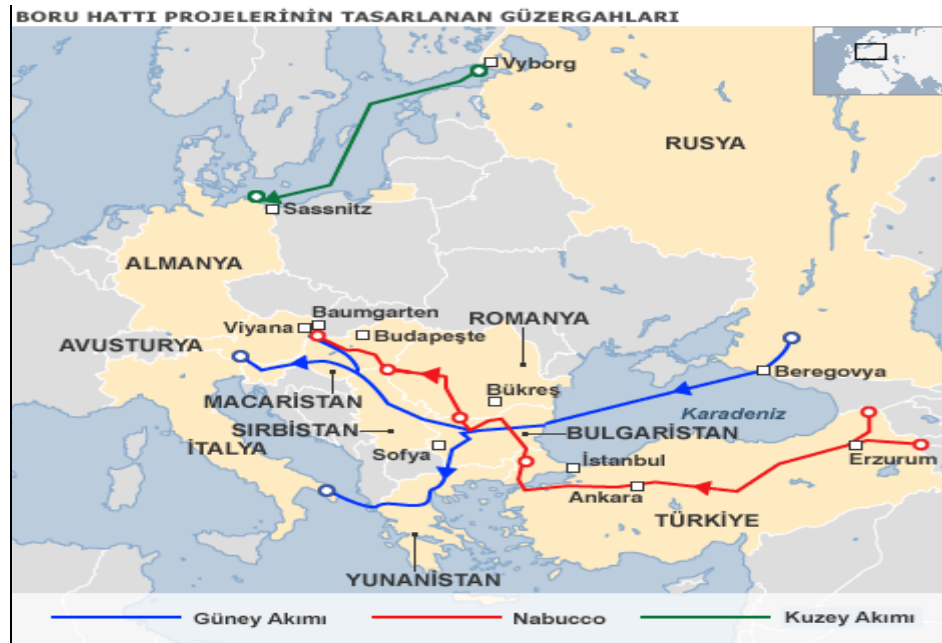 BORU HATTI PROJELERİNİN TASARLANAN GÜZERGAHLARI
Vyborg
RUSYA
Sassnitz
ALMANYA
Baumgarten
Viyana
Budapeşte
ROMANYA
AVUSTURYA
Beregovya
MACARİSTAN
Bükreş
Karadeniz
SIRBİSTAN
BULGARİSTAN
İTALYA
Sofya
İstanbul
Erzurum
Ankara
TÜRKİYE
YUNANİSTAN
Güney Akımı
Nabucco
Kuzey Akımı